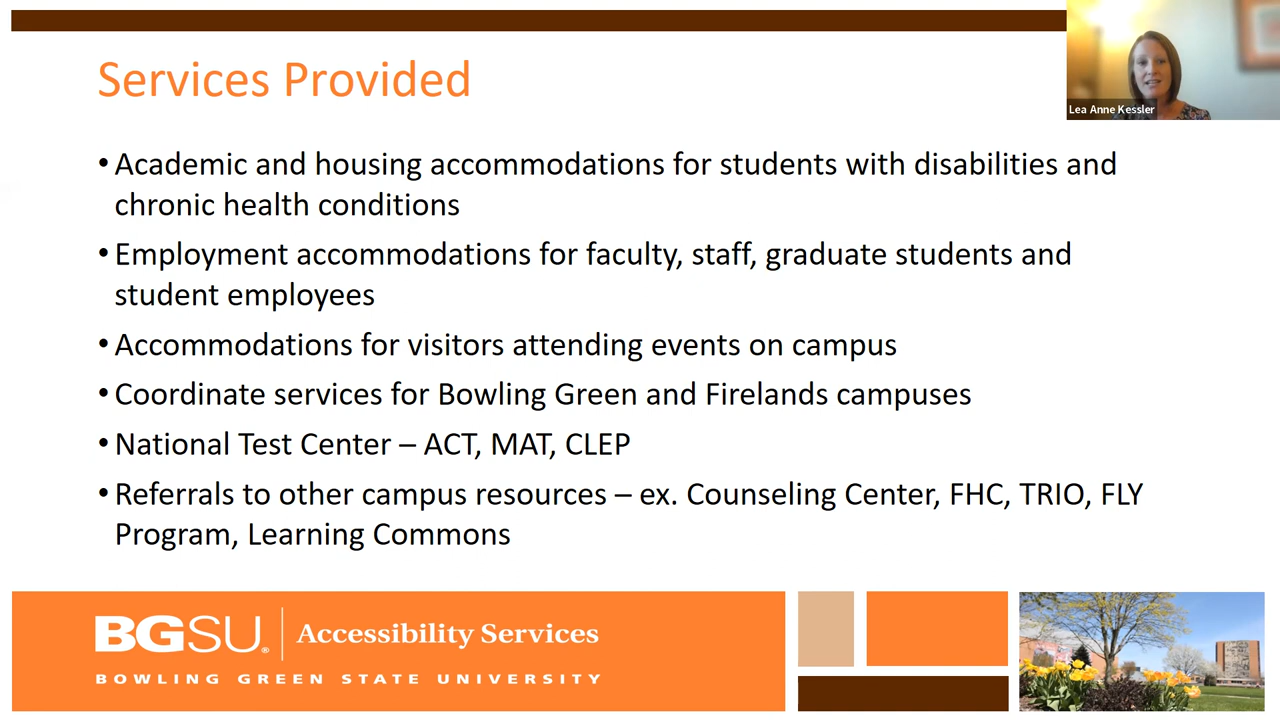 Services Provided
Lea Anne Kessler
• Academic and housing accommodations for students with disabilities and
chronic health conditions
• Employment accommodations for faculty, staff, graduate students and
student employees
• Accommodations for visitors attending events on campus
• Coordinate services for Bowling Green and Firelands campuses
• National Test Center – ACT, MAT, CLEP
• Referrals to other campus resources – ex. Counseling Center, FHC, TRIO, FLY
Program, Learning Commons
BGSU® Accessibility Services
BOWLING GREEN STATE UNIVERSITY